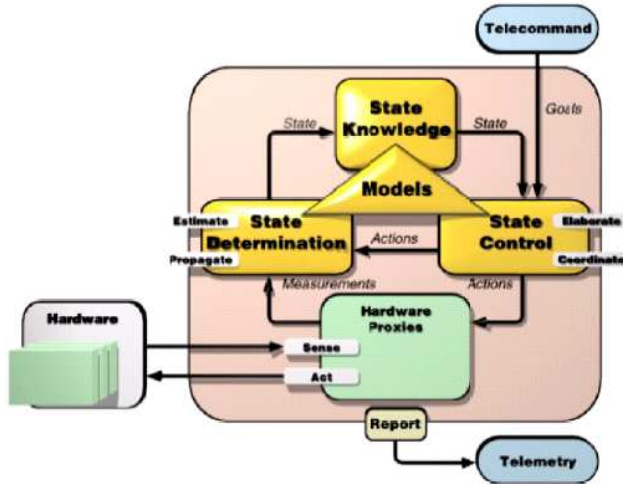 Telecommand
State
Knowledge
Goals
State
State
Models
Estimate
State
Determination
Propagate
State
Control
Elaborate
Coordinate
Actions
Measurements
Actions
Hardware
Proxies
Hardware
Sense
Act
Report
Telemetry